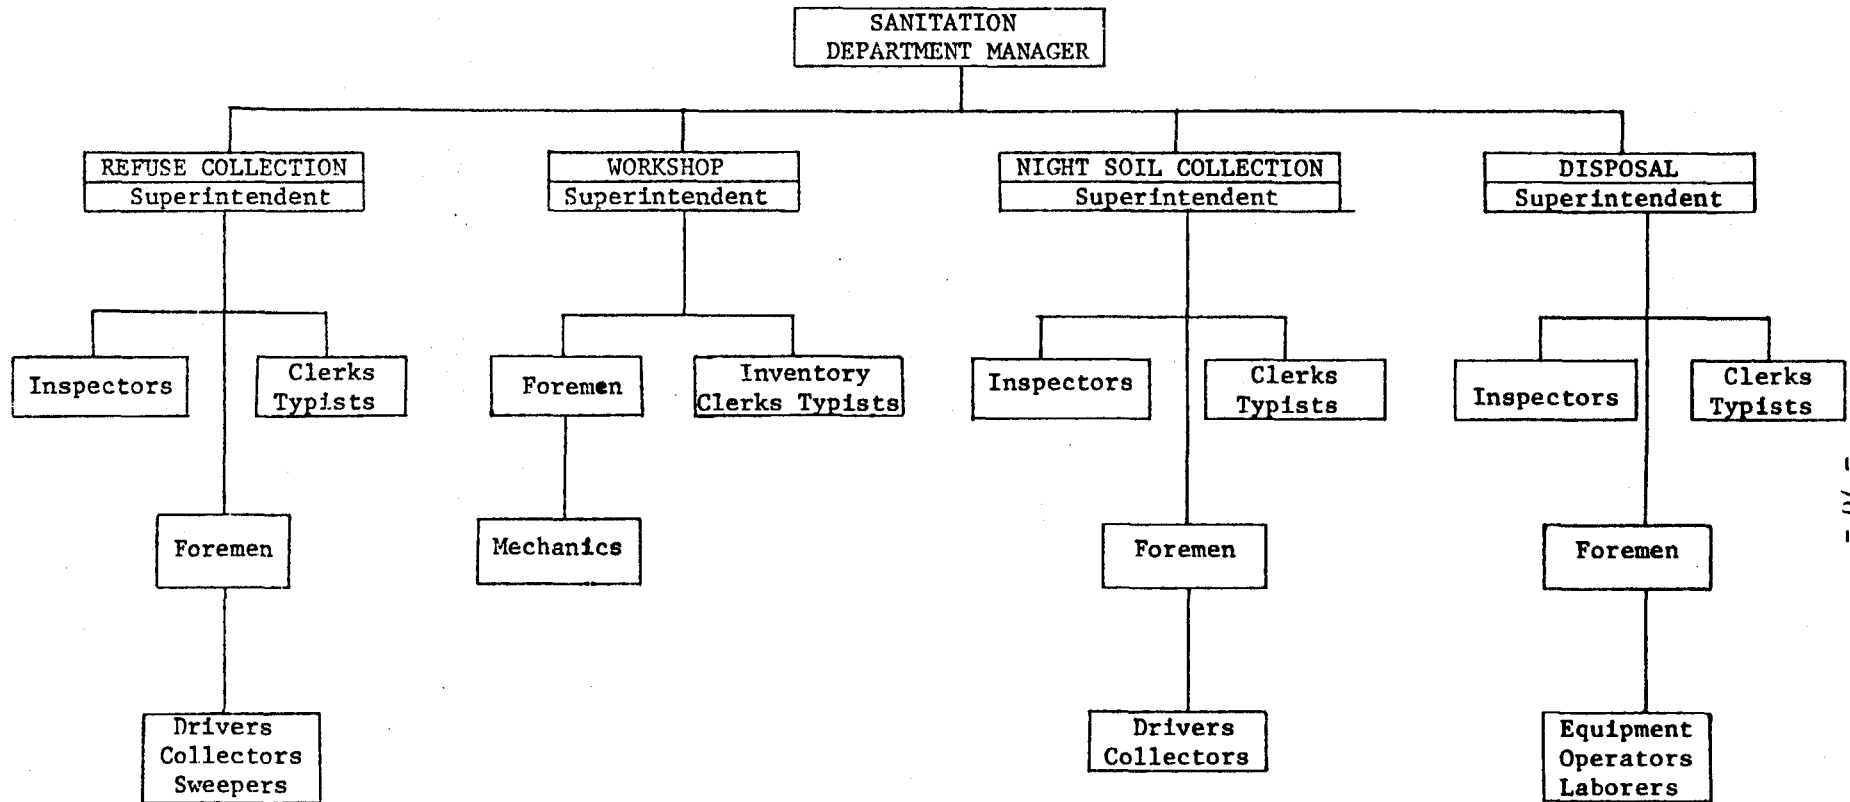 SANITATION
DEPARTMENT MANAGER
REFUSE COLLECTION
Superintendent
WORKSHOP
Superintendent
NIGHT SOIL COLLECTION
Superintendent
DISPOSAL
Superintendent
Inspectors
Clerks
Typists
Foremen
Inventory
Clerks Typists
Inspectors
Clerks
Typists
Inspectors
Clerks
Typists
Foremen
Mechanics
Foremen
Foremen
Drivers
Collectors
Sweepers
Drivers
Collectors
Equipment
Operators
Laborers